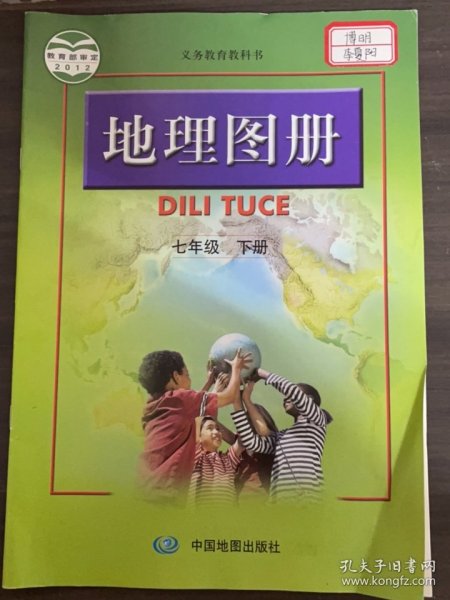 义务教育教科书
教育部审定
2012
博明
李夏阳
地理图册
DILI TUCE
七年级 下册
中国地图出版社
孔夫子旧书网
www.kongfz.com